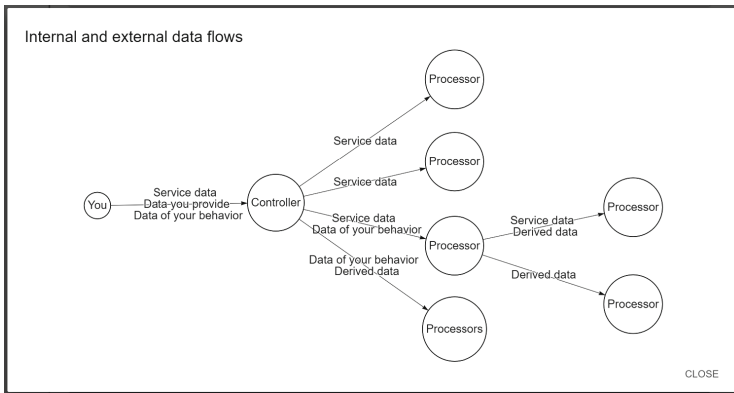 Internal and external data flows
Processor
Service data
Processor
Service data
Service data
Data you provide
Data of your behavior
You
Controller
Service data
Data of your behavior
Processor
Service data
Derived data
Processor
Data of your behavior
Derived data
Derived data
Processor
Processors
CLOSE